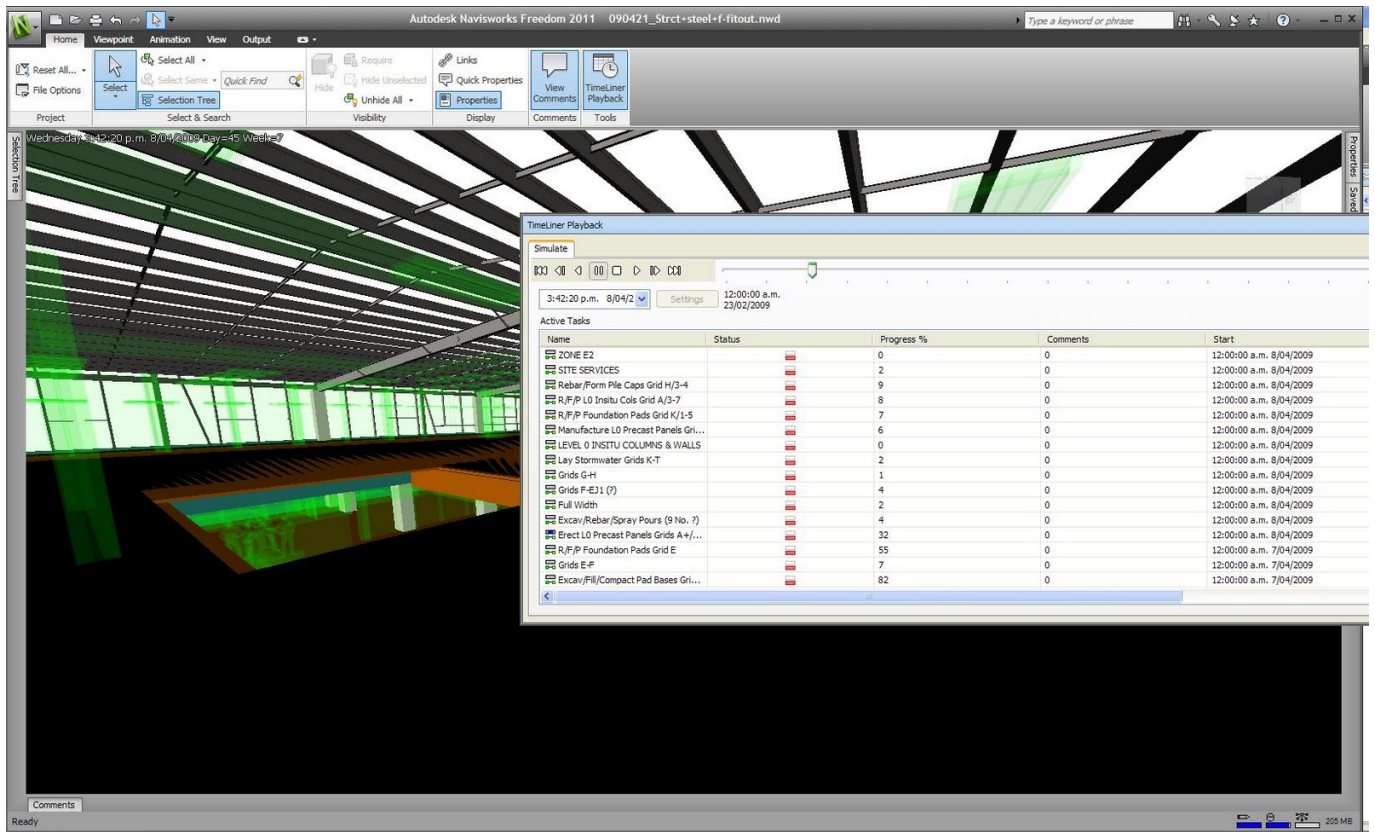 Autodesk Navisworks Freedom 2011 090421_Strct+steel+f-fitout.nwd
Type a keyword or phrase
Home Viewpoint Animation View Output
Reset All...
File Options
Project
Select
Select All
Select Same
Quick Find
Selection Tree
Select & Search
Hide
Require
Hide Unselected
Unhide All
Visibility
Links
Quick Properties
Properties
Display
View Comments
Comments
TimeLiner Playback
Tools
Selection Tree
Wednesday 3:42:20 p.m. 8/04/2009 Day=45 Week=7
Properties
Saved
TimeLiner Playback
Simulate
3:42:20 p.m. 8/04/2
Settings
12:00:00 a.m.
23/02/2009
Active Tasks
Name Status Progress % Comments Start
ZONE E2 0 0 12:00:00 a.m. 8/04/2009
SITE SERVICES 2 0 12:00:00 a.m. 8/04/2009
Rebar/Form Pile Caps Grid H/3-4 9 0 12:00:00 a.m. 8/04/2009
R/F/P L0 Insitu Cols Grid A/3-7 8 0 12:00:00 a.m. 8/04/2009
R/F/P Foundation Pads Grid K/1-5 7 0 12:00:00 a.m. 8/04/2009
Manufacture L0 Precast Panels Gri... 6 0 12:00:00 a.m. 8/04/2009
LEVEL 0 INSITU COLUMNS & WALLS 0 0 12:00:00 a.m. 8/04/2009
Lay Stormwater Grids K-T 2 0 12:00:00 a.m. 8/04/2009
Grids G-H 1 0 12:00:00 a.m. 8/04/2009
Grids F-EJ1 (?) 4 0 12:00:00 a.m. 8/04/2009
Full Width 2 0 12:00:00 a.m. 8/04/2009
Excav/Rebar/Spray Pours (9 No. ?) 4 0 12:00:00 a.m. 8/04/2009
Erect L0 Precast Panels Grids A+/... 32 0 12:00:00 a.m. 8/04/2009
R/F/P Foundation Pads Grid E 55 0 12:00:00 a.m. 7/04/2009
Grids E-F 7 0 12:00:00 a.m. 7/04/2009
Excav/Fill/Compact Pad Bases Gri... 82 0 12:00:00 a.m. 7/04/2009
Comments
Ready
205 MB